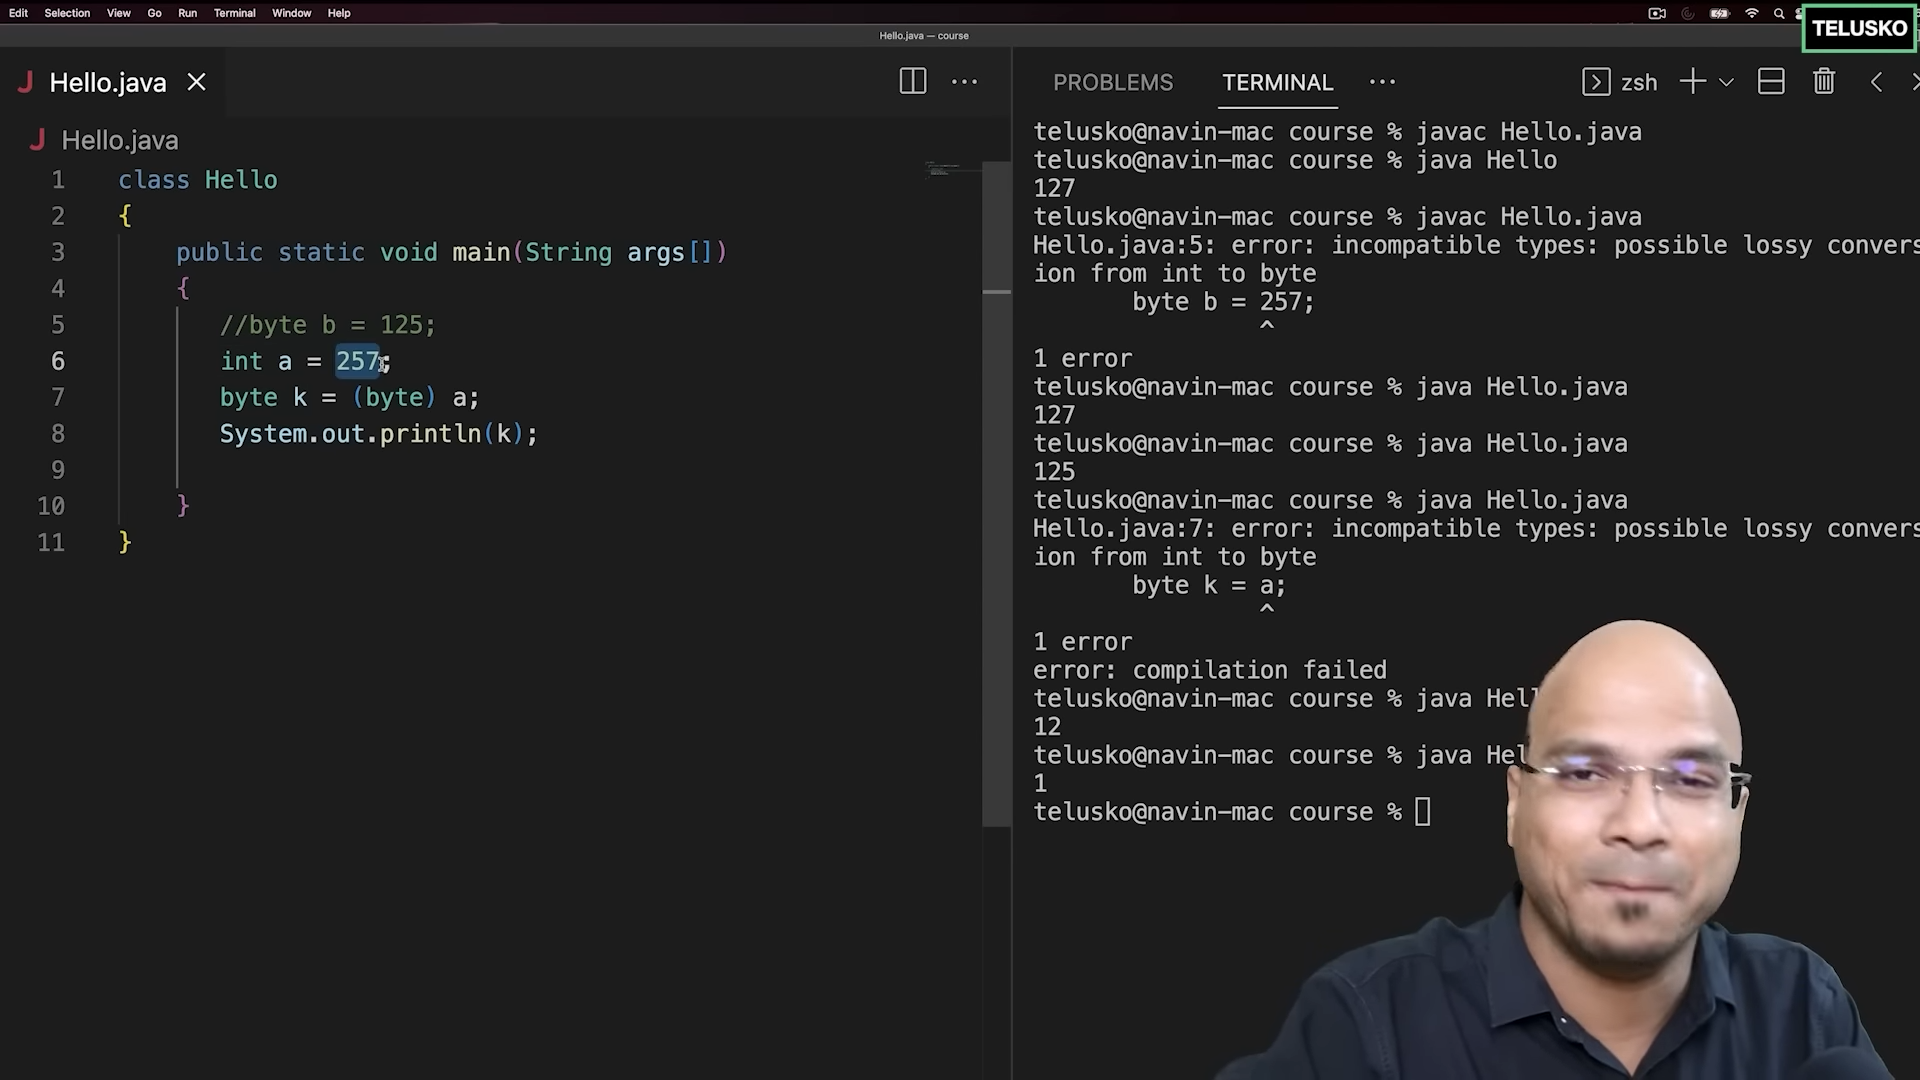 Edit Selection View Go Run Terminal Window Help
Hello.java — course
TELUSKO
Hello.java
PROBLEMS TERMINAL
zsh
Hello.java
1 class Hello
2 {
3 public static void main(String args[])
4 {
5 //byte b = 125;
6 int a = 257;
7 byte k = (byte) a;
8 System.out.println(k);
9
10 }
11 }
telusko@navin-mac course % javac Hello.java
telusko@navin-mac course % java Hello
127
telusko@navin-mac course % javac Hello.java
Hello.java:5: error: incompatible types: possible lossy convers
ion from int to byte
byte b = 257;
^
1 error
telusko@navin-mac course % java Hello.java
127
telusko@navin-mac course % java Hello.java
125
telusko@navin-mac course % java Hello.java
Hello.java:7: error: incompatible types: possible lossy convers
ion from int to byte
byte k = a;
^
1 error
error: compilation failed
telusko@navin-mac course % java Hel
12
telusko@navin-mac course % java Hel
1
telusko@navin-mac course %